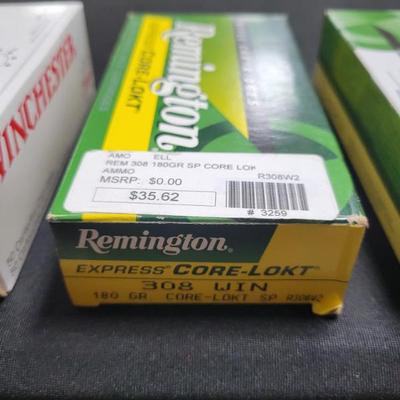 WINCHESTER
Remington
EXPRESS CORE-LOKT
AMO ELL
REM 308 180GR SP CORE LOK
AMMO R308W2
MSRP: $0.00
$35.62
# 3259
Remington
EXPRESS CORE-LOKT
308 WIN
180 GR CORE-LOKT SP R308W2